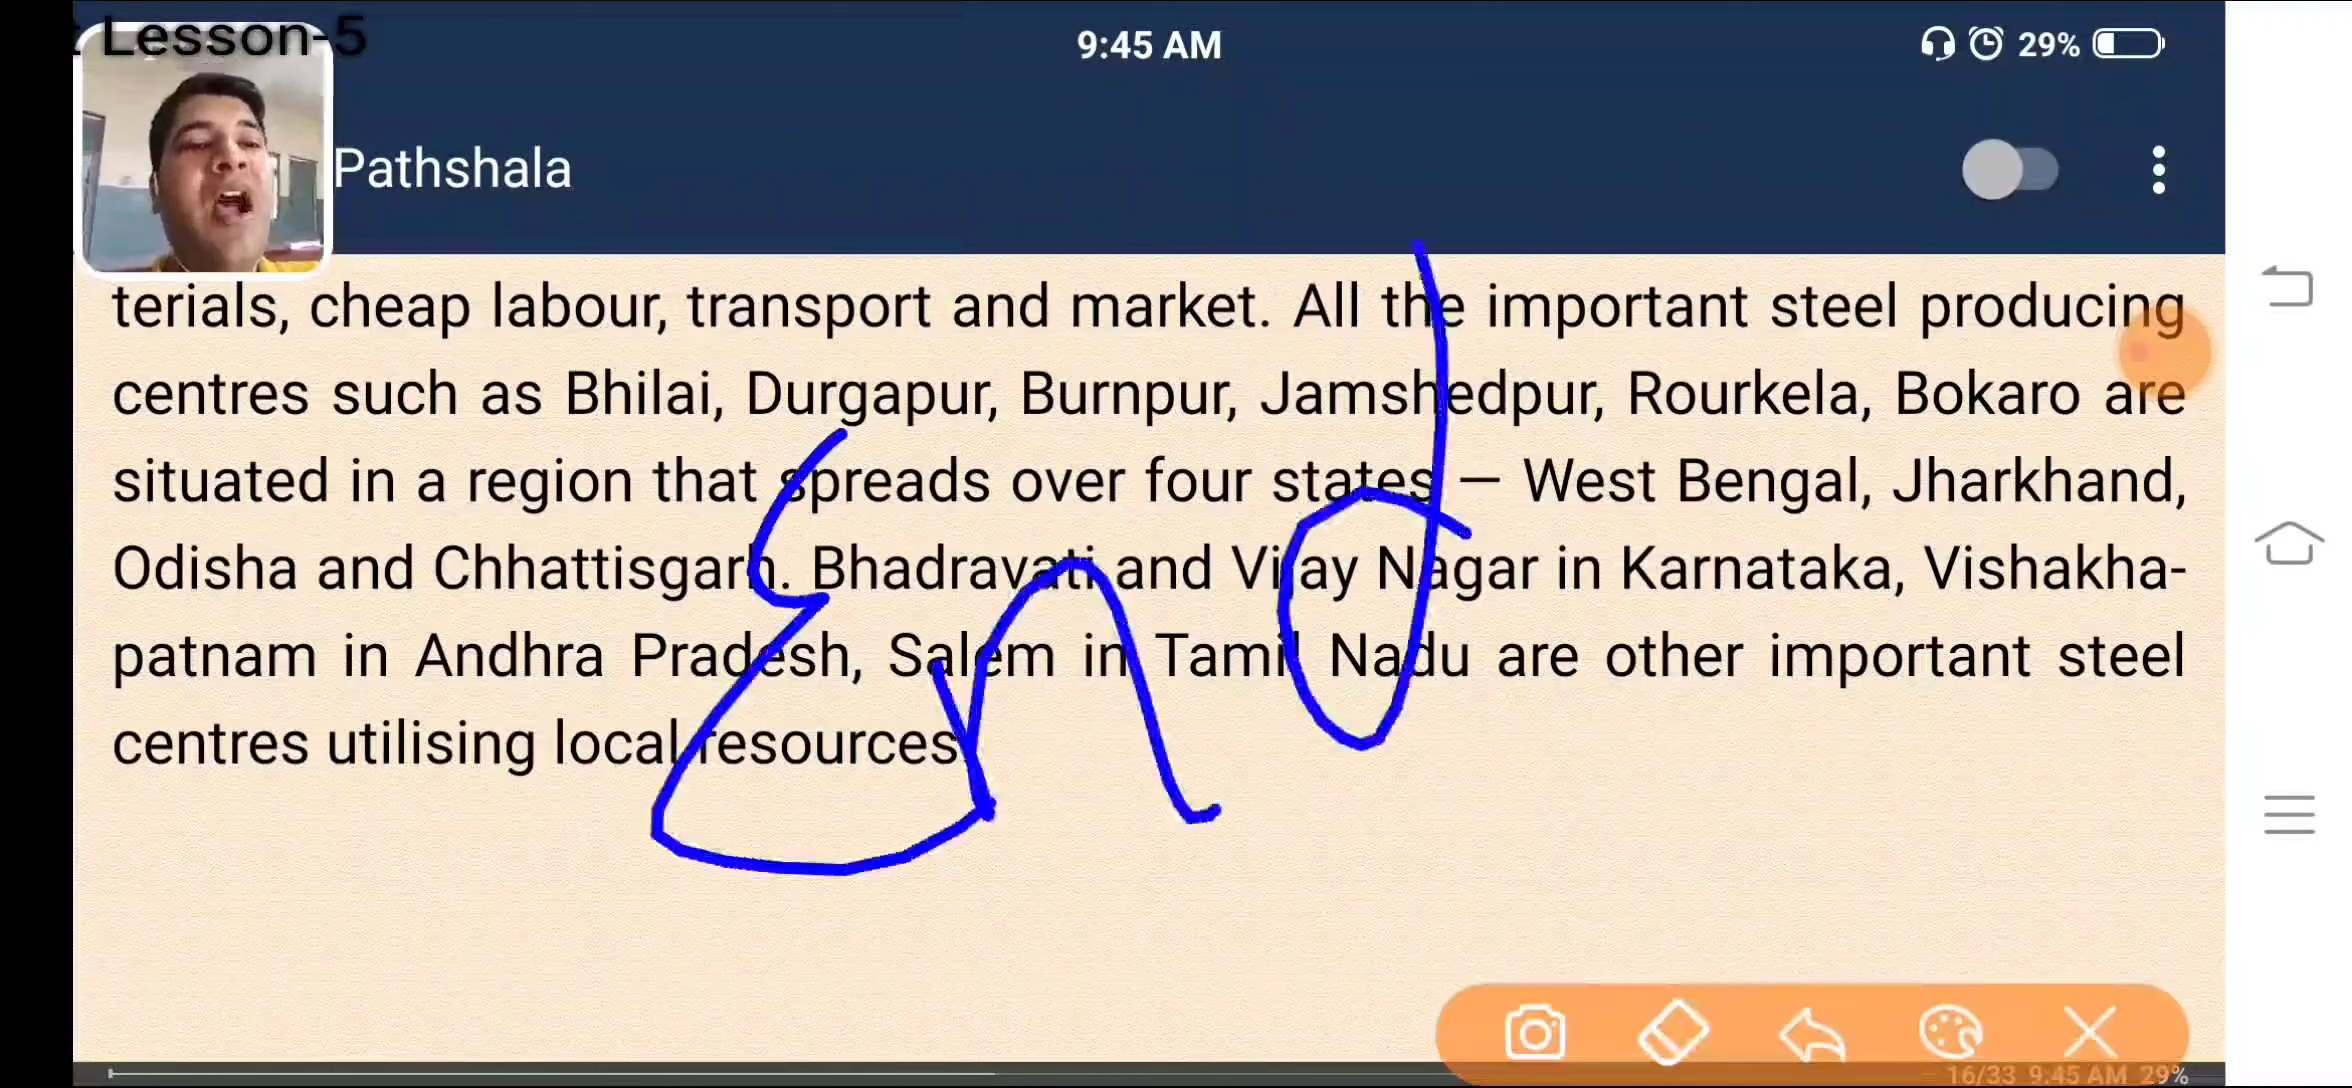 Lesson-5
9:45 AM
29%
Pathshala
terials, cheap labour, transport and market. All the important steel producing
centres such as Bhilai, Durgapur, Burnpur, Jamshedpur, Rourkela, Bokaro are
situated in a region that spreads over four states — West Bengal, Jharkhand,
Odisha and Chhattisgarh. Bhadravati and Vijay Nagar in Karnataka, Vishakha-
patnam in Andhra Pradesh, Salem in Tamil Nadu are other important steel
centres utilising local resources
End
16/33 9:45 AM 29%